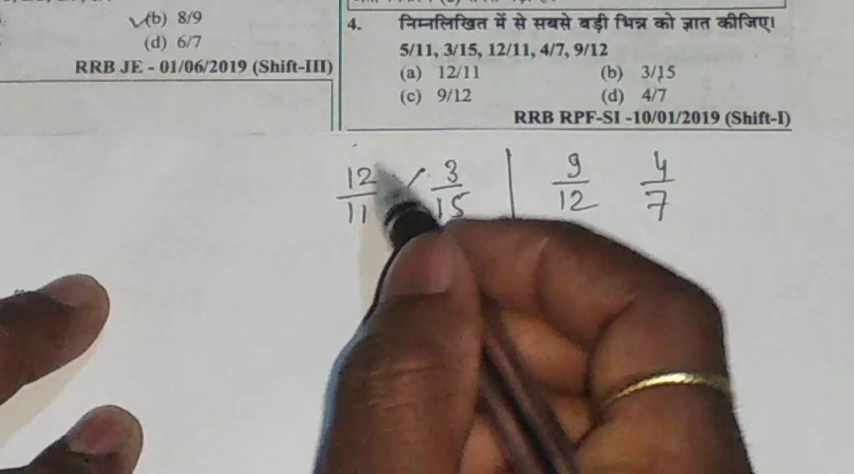 (b) 8/9
(d) 6/7
RRB JE - 01/06/2019 (Shift-III)
4. निम्नलिखित में से सबसे बड़ी भिन्न को ज्ञात कीजिए।
5/11, 3/15, 12/11, 4/7, 9/12
(a) 12/11 (b) 3/15
(c) 9/12 (d) 4/7
RRB RPF-SI -10/01/2019 (Shift-I)
12/11 3/15 | 9/12 4/7